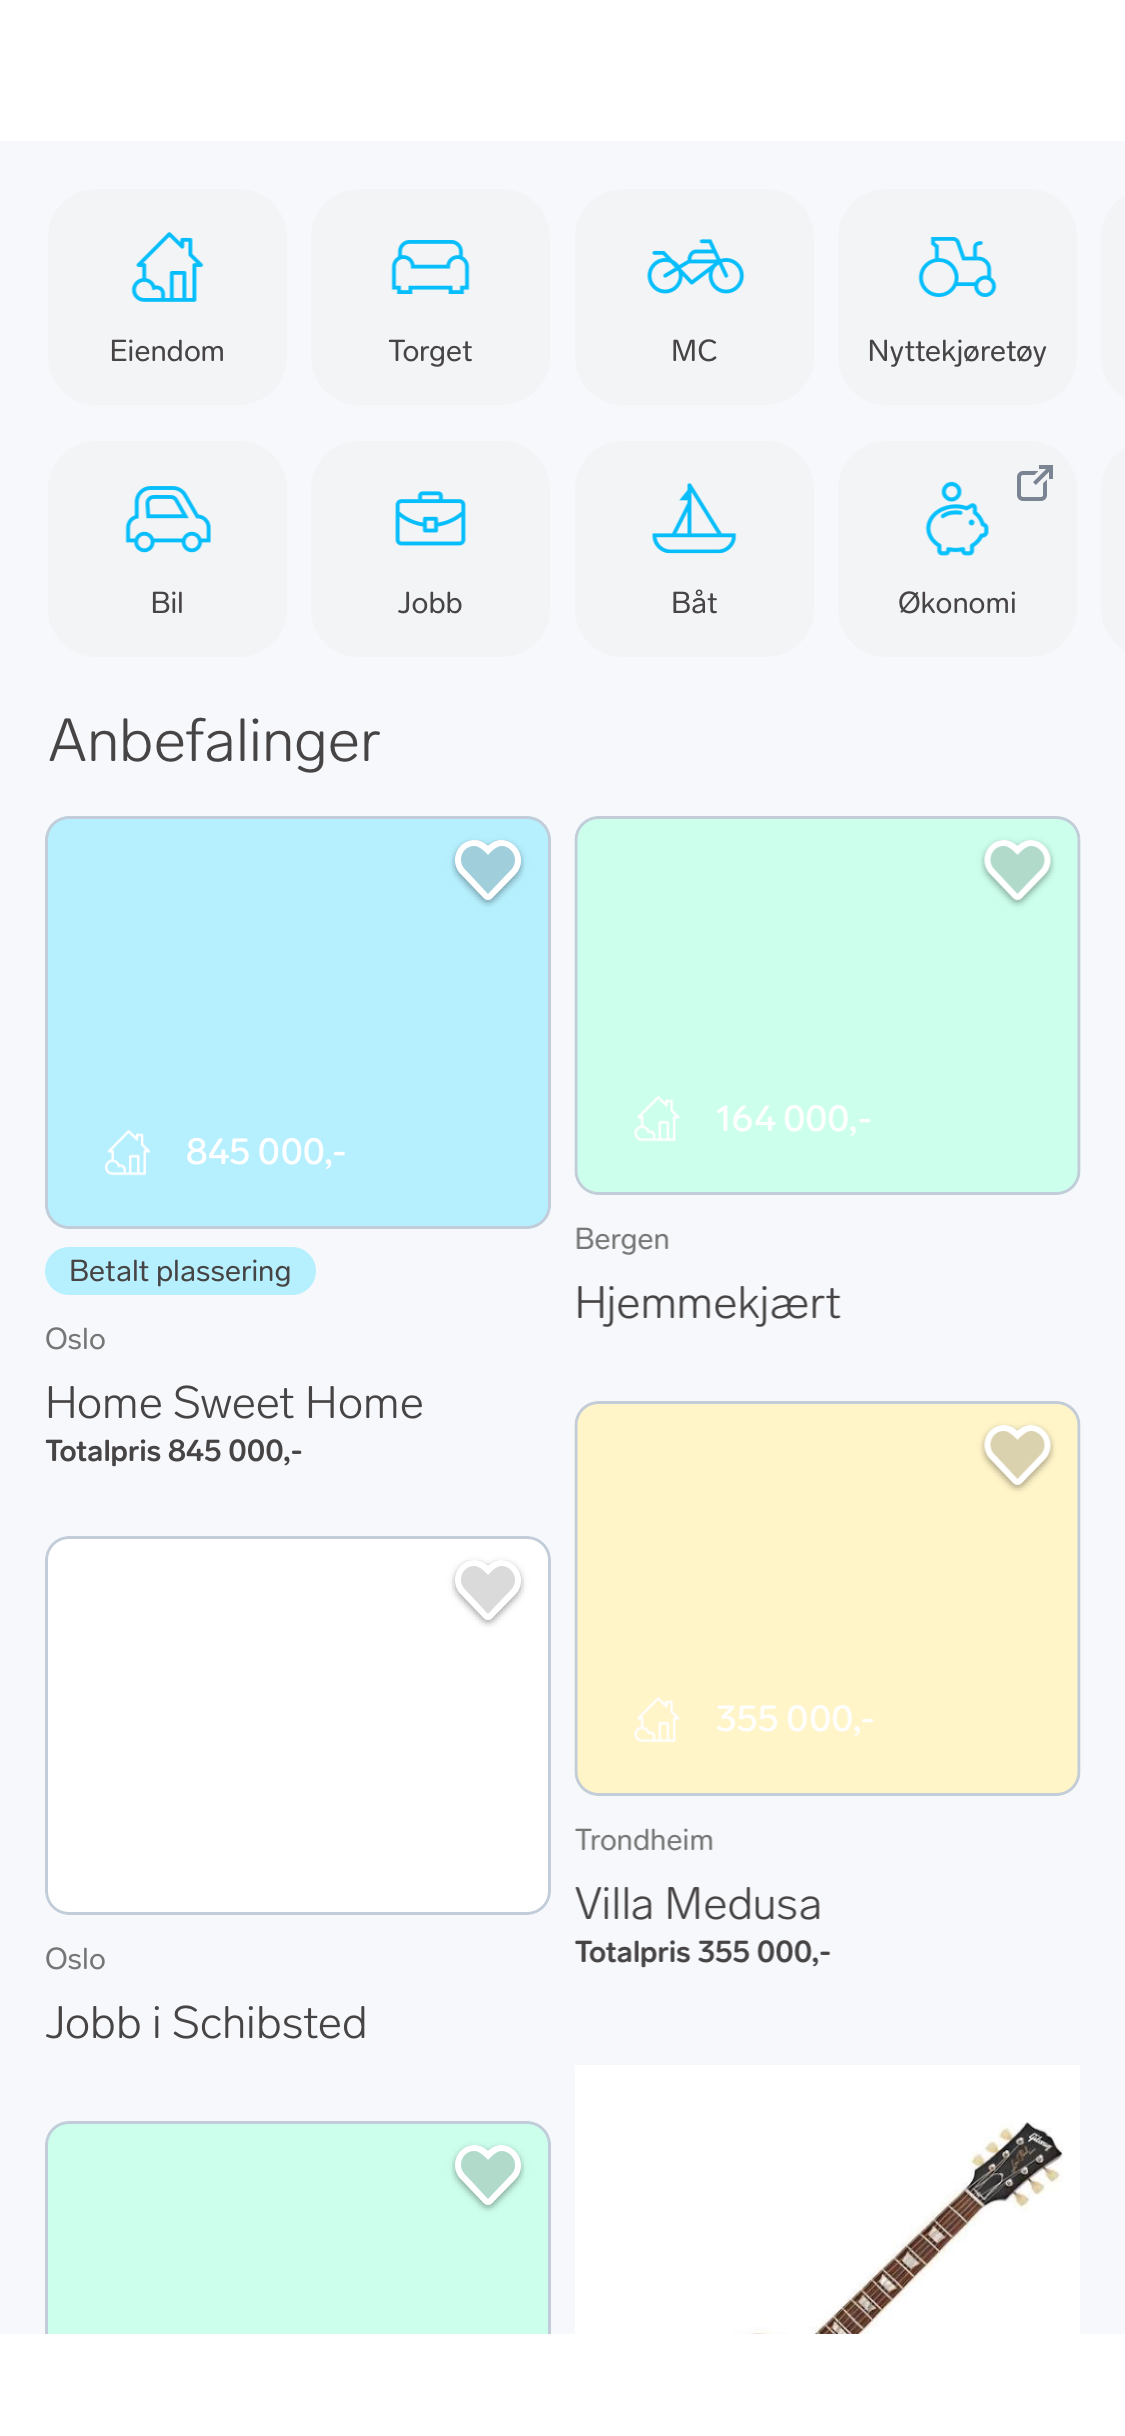 Eiendom
Torget
MC
Nyttekjøretøy
Bil
Jobb
Båt
Økonomi
Anbefalinger
845 000,-
Betalt plassering
Oslo
Home Sweet Home
Totalpris 845 000,-
164 000,-
Bergen
Hjemmekjært
355 000,-
Trondheim
Villa Medusa
Totalpris 355 000,-
Oslo
Jobb i Schibsted
Gibson